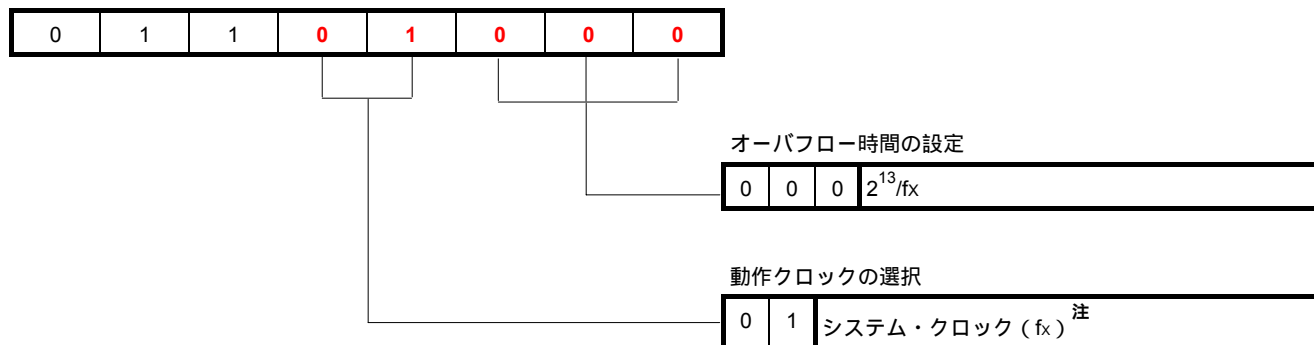 0 1 1 0 1 0 0 0
オーバフロー時間の設定
0 0 0 2^13/fx
動作クロックの選択
0 1 システム・クロック(fx)注